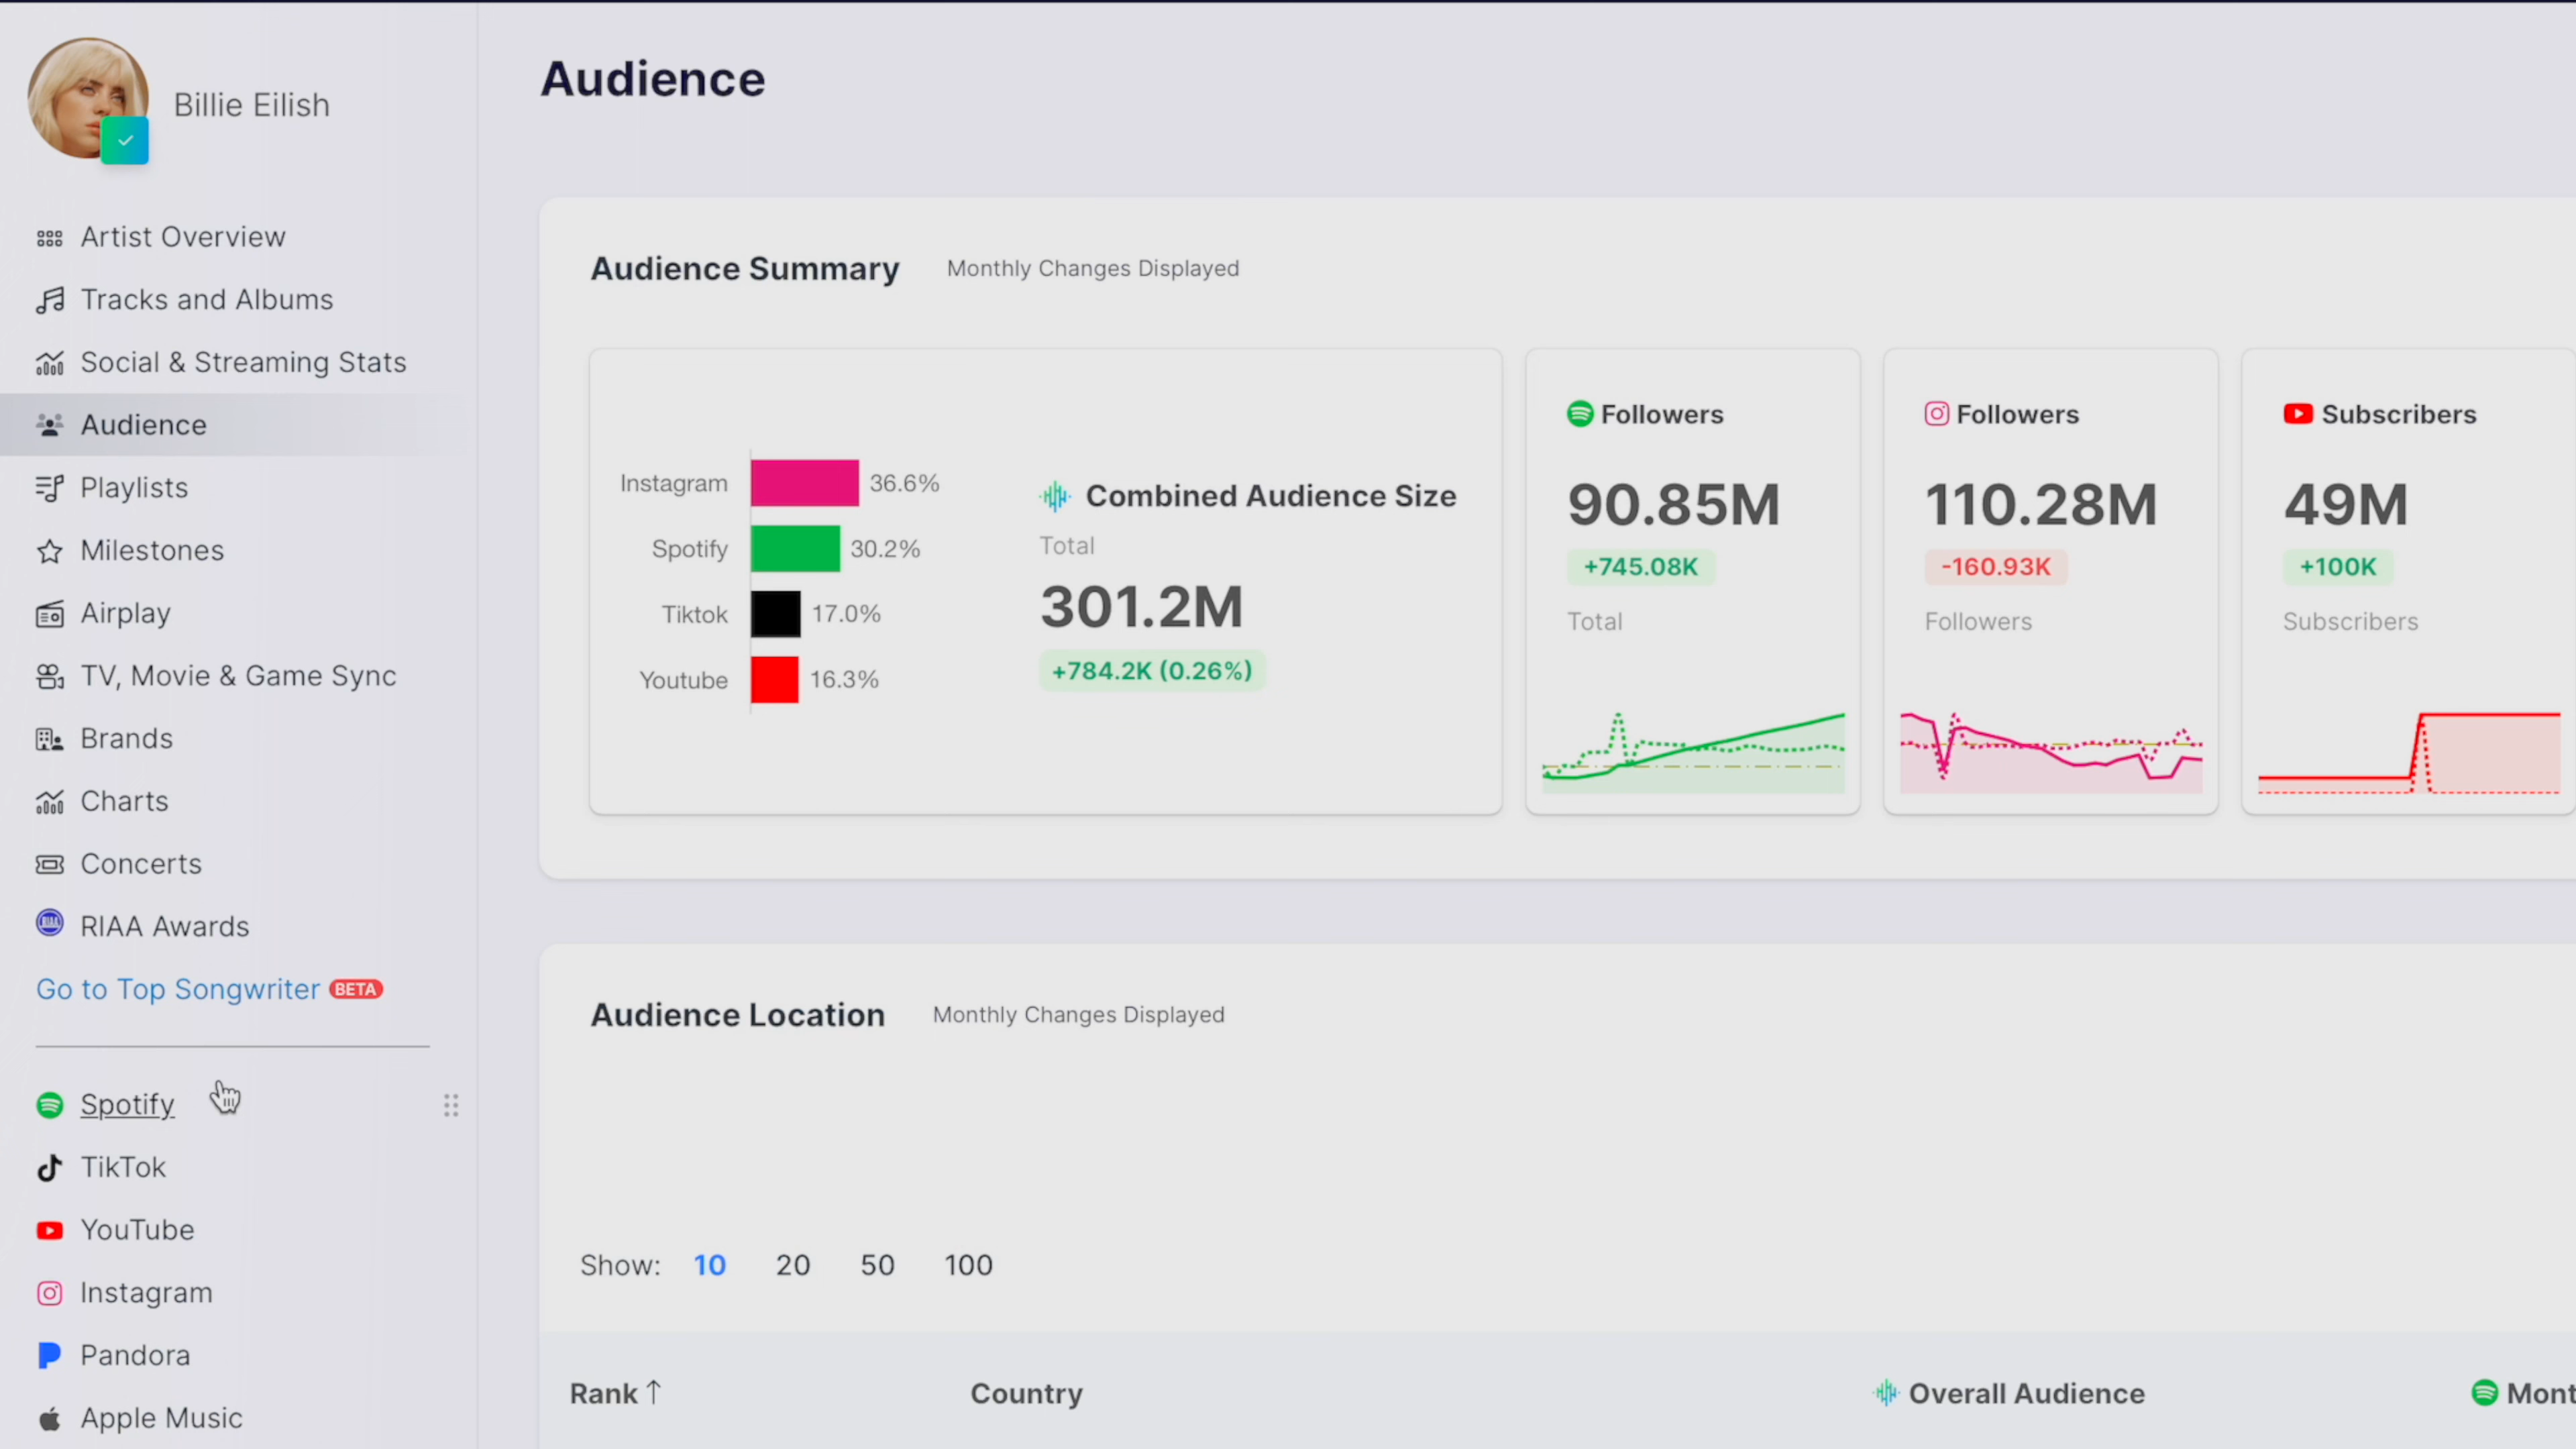 Billie Eilish
Artist Overview
Tracks and Albums
Social & Streaming Stats
Audience
Playlists
Milestones
Airplay
TV, Movie & Game Sync
Brands
Charts
Concerts
RIAA Awards
Go to Top Songwriter BETA
Spotify
TikTok
YouTube
Instagram
Pandora
Apple Music
Audience
Audience Summary Monthly Changes Displayed
Instagram 36.6%
Spotify 30.2%
Tiktok 17.0%
Youtube 16.3%
Combined Audience Size
Total
301.2M
+784.2K (0.26%)
Followers
90.85M
+745.08K
Total
Followers
110.28M
-160.93K
Followers
Subscribers
49M
+100K
Subscribers
Audience Location Monthly Changes Displayed
Show: 10 20 50 100
Rank ↑ Country Overall Audience Mont